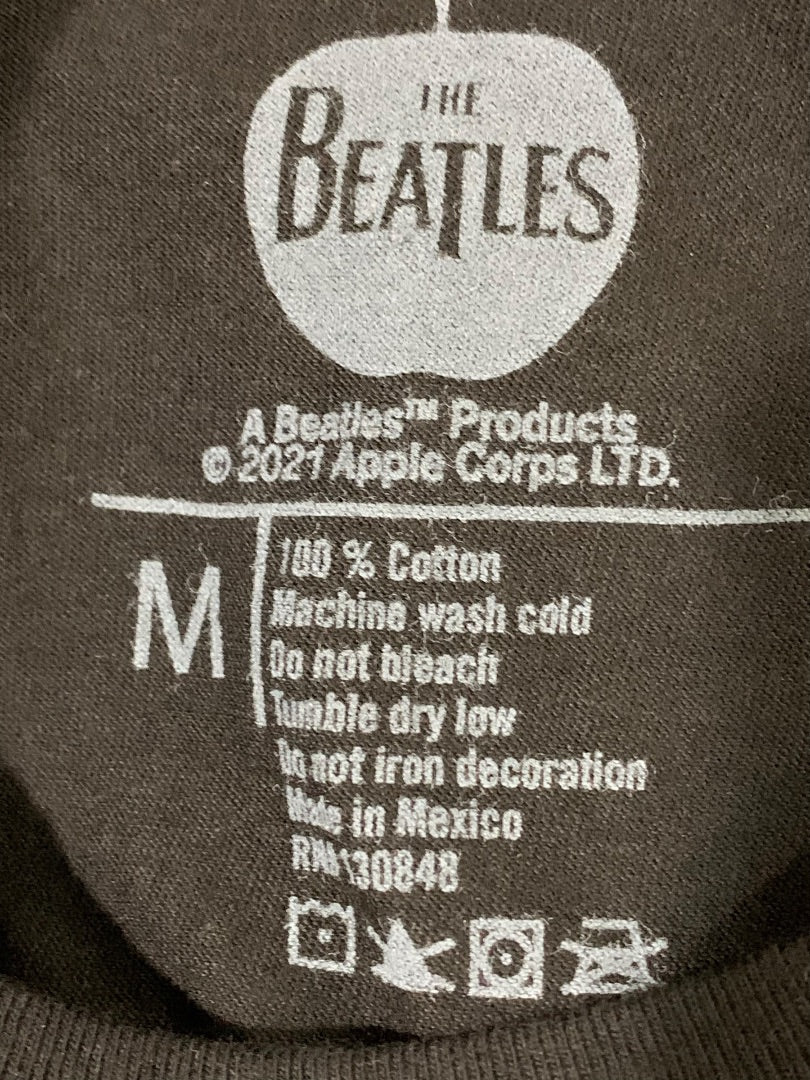 THE
BEATLES
A Beatles™ Products
© 2021 Apple Corps LTD.
M
100 % Cotton
Machine wash cold
Do not bleach
Tumble dry low
Do not iron decoration
Made in Mexico
RN#130848